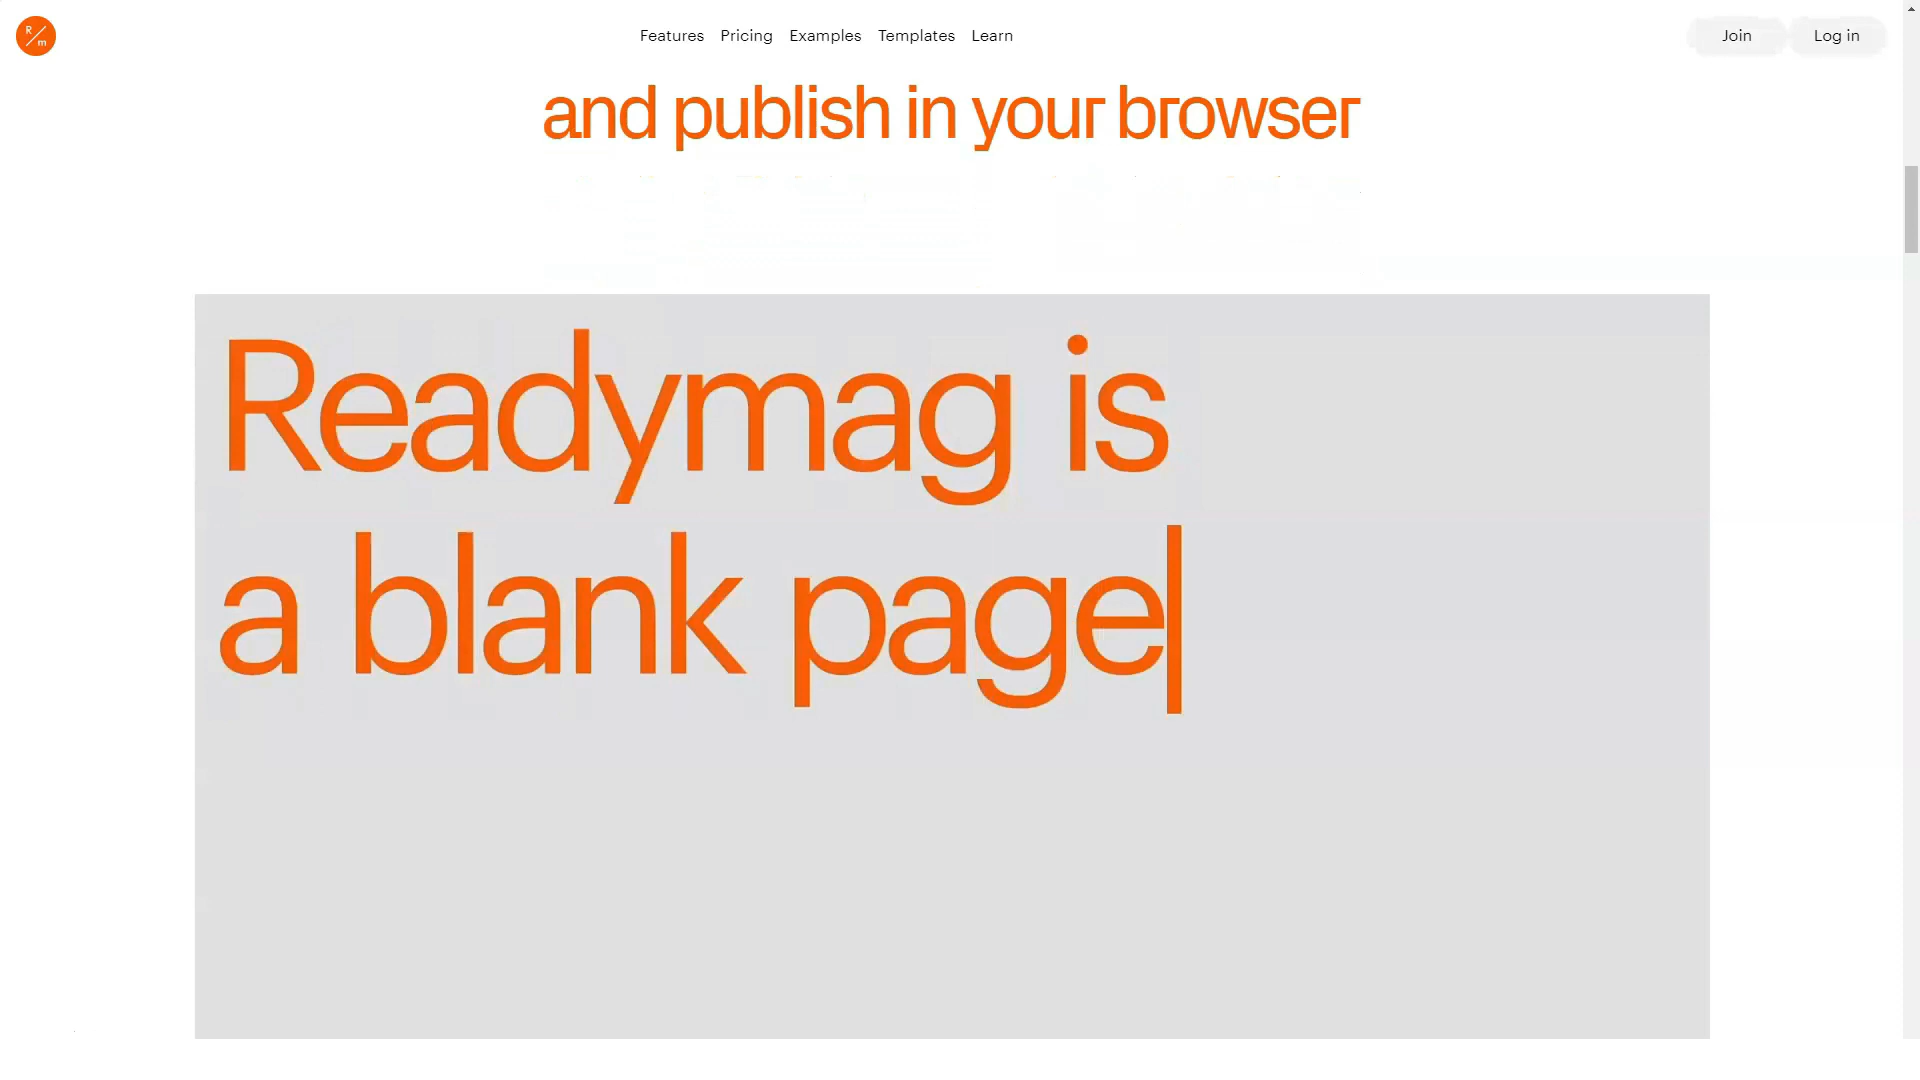 R
m
Features Pricing Examples Templates Learn
Join Log in
and publish in your browser
Readymag is
a blank page